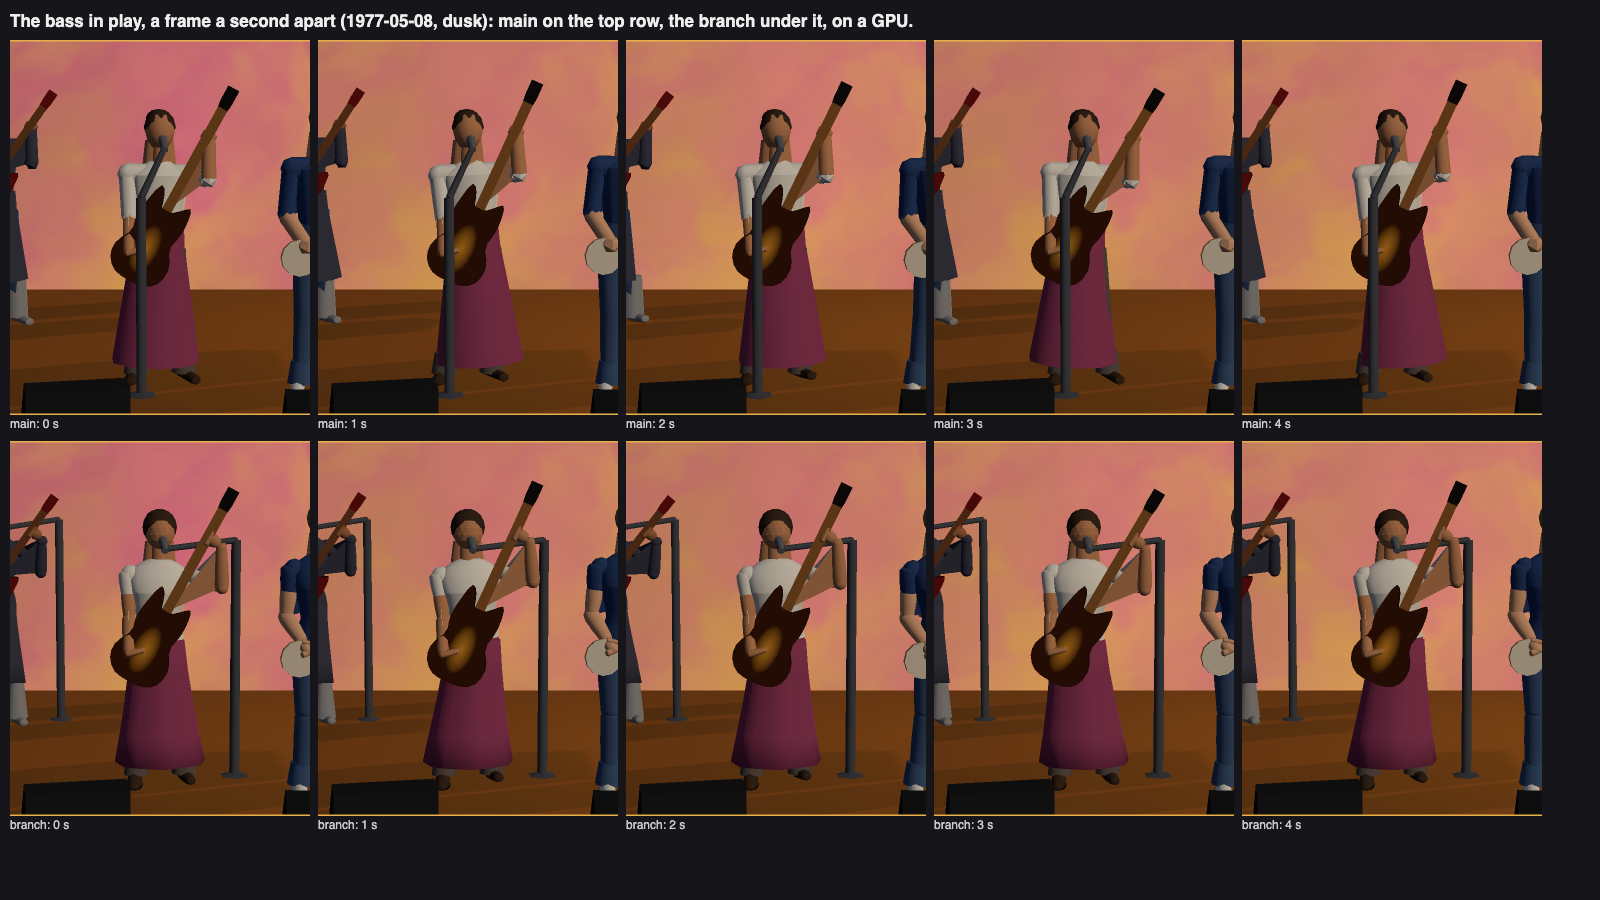 The bass in play, a frame a second apart (1977-05-08, dusk): main on the top row, the branch under it, on a GPU.
main: 0 s
main: 1 s
main: 2 s
main: 3 s
main: 4 s
branch: 0 s
branch: 1 s
branch: 2 s
branch: 3 s
branch: 4 s